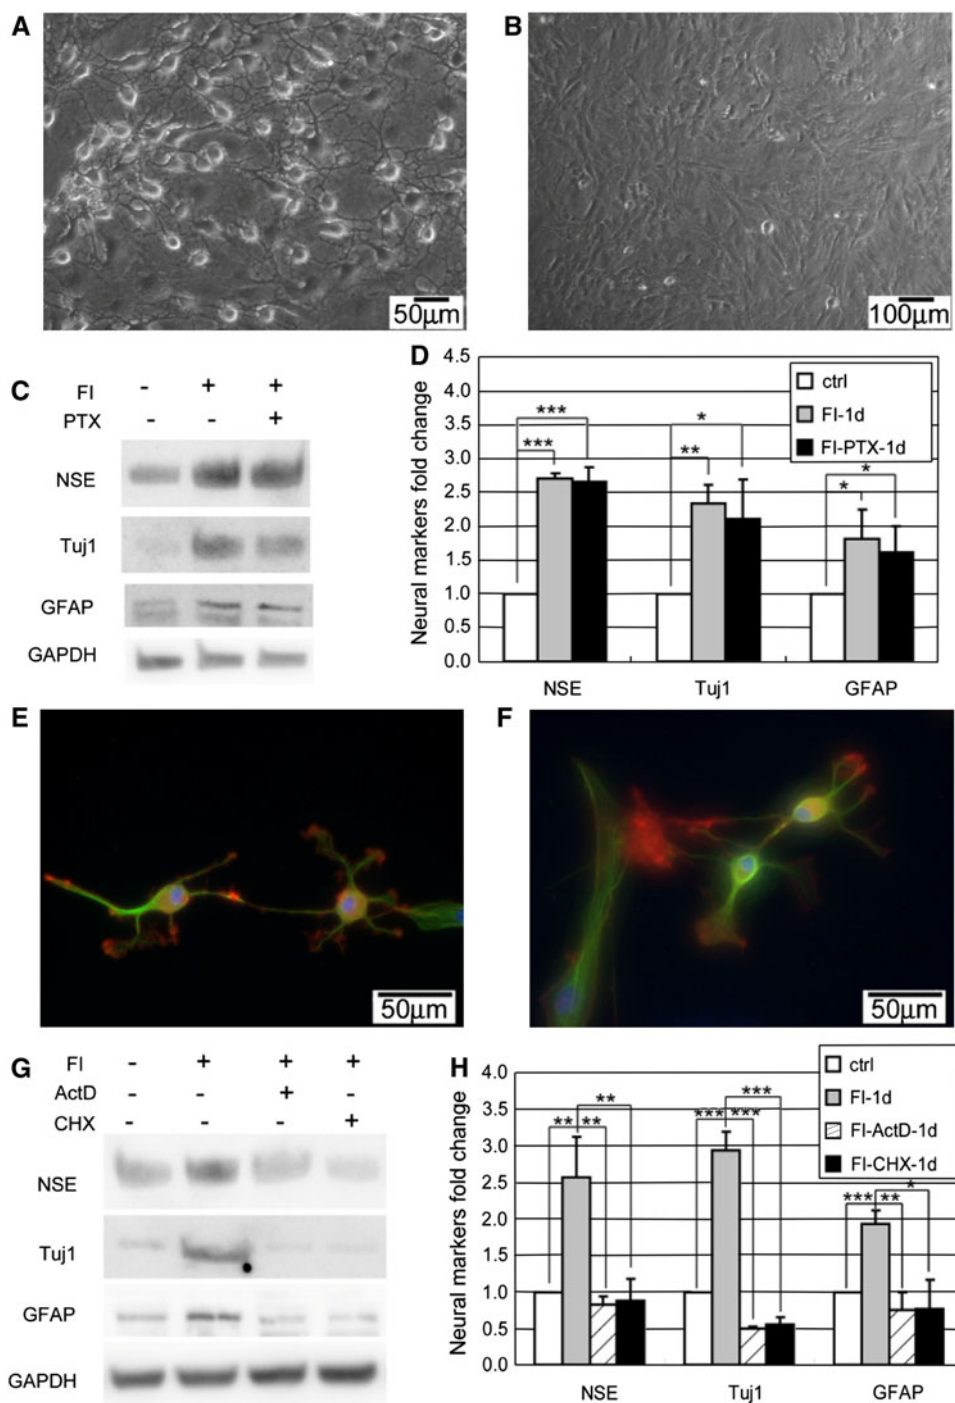 A
50μm
B
100μm
C
FI - + +
PTX - - +
NSE
Tuj1
GFAP
GAPDH
D
Neural markers fold change
4.5
4.0
3.5
3.0
2.5
2.0
1.5
1.0
0.5
0.0
ctrl
FI-1d
FI-PTX-1d
***
***
*
**
*
*
NSE Tuj1 GFAP
E
50μm
F
50μm
G
FI - + + +
ActD - - + -
CHX - - - +
NSE
Tuj1
GFAP
GAPDH
H
Neural markers fold change
4.0
3.5
3.0
2.5
2.0
1.5
1.0
0.5
0.0
ctrl
FI-1d
FI-ActD-1d
FI-CHX-1d
**
** **
***
*** ***
*
*** **
NSE Tuj1 GFAP